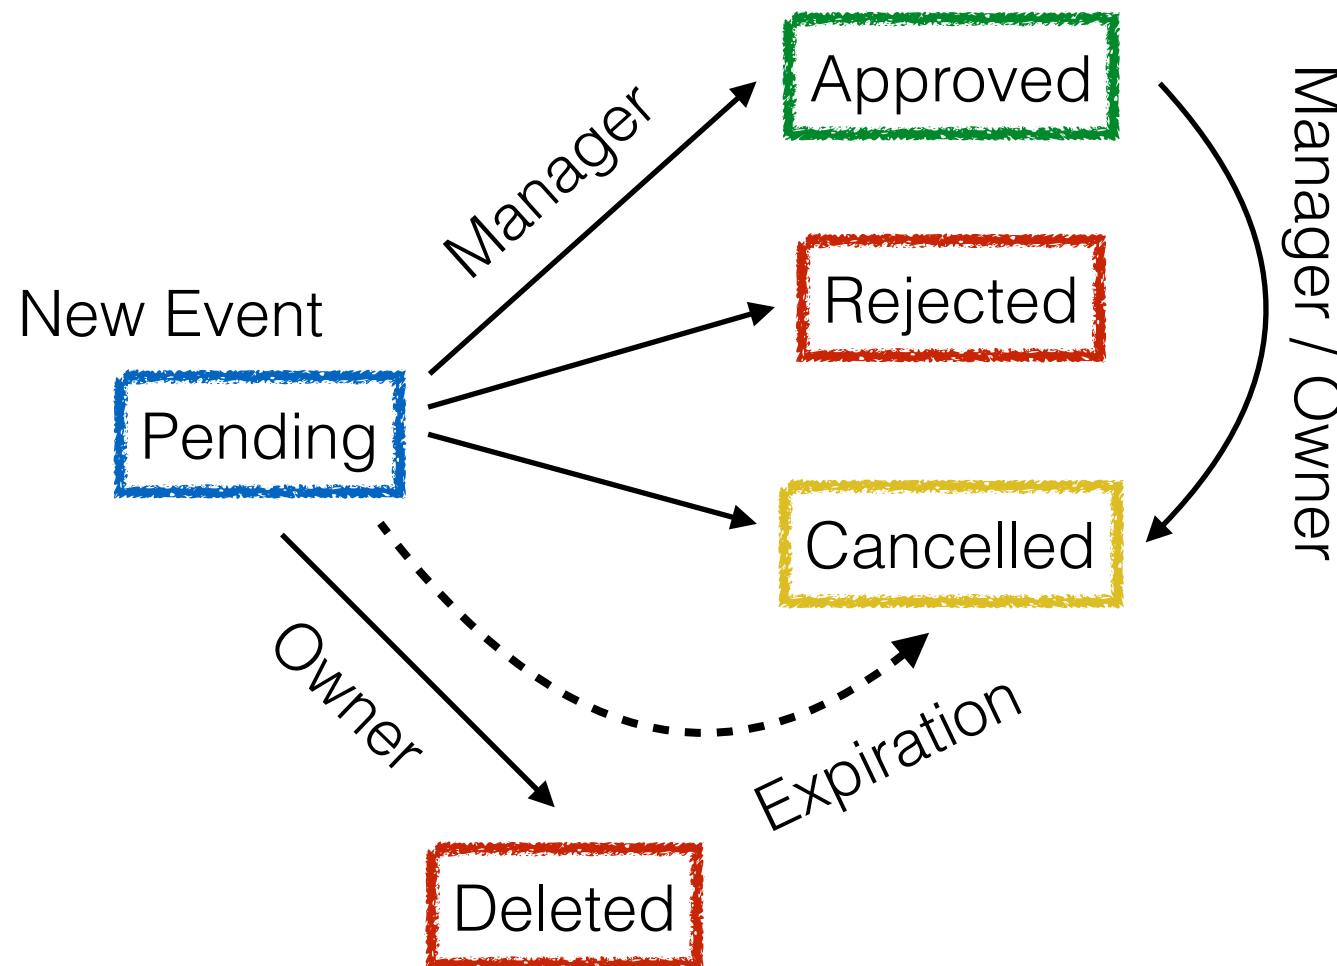 Approved
Manager
Manager / Owner
Rejected
New Event
Pending
Cancelled
Owner
Expiration
Deleted